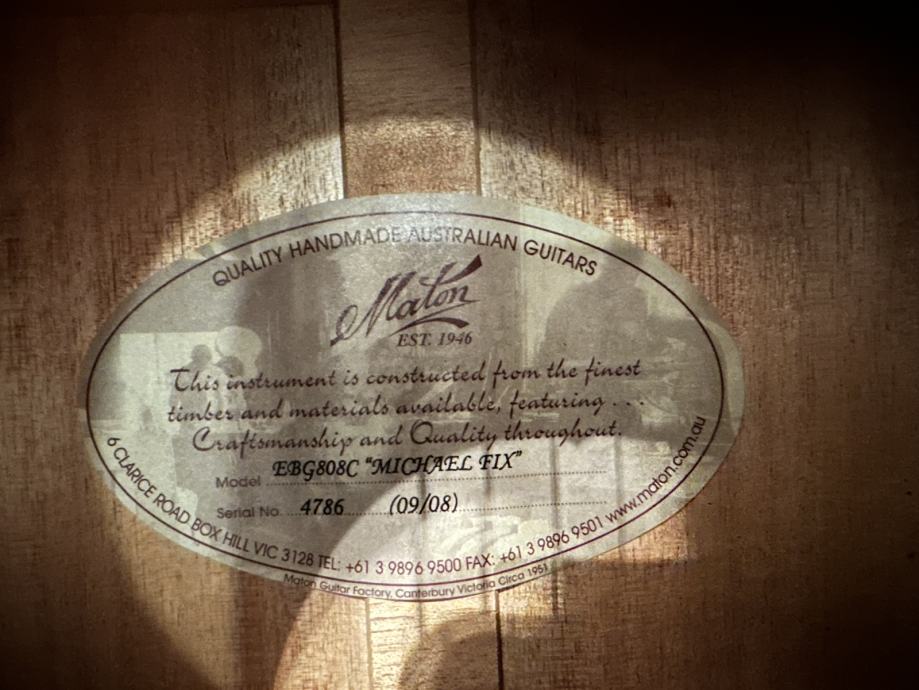 QUALITY HANDMADE AUSTRALIAN GUITARS
Maton
EST. 1946
This instrument is constructed from the finest
timber and materials available, featuring . . .
Craftsmanship and Quality throughout.
Model EBG808C "MICHAEL FIX"
Serial No. 4786 (09/08)
6 CLARICE ROAD BOX HILL VIC 3128 TEL: +61 3 9896 9500 FAX: +61 3 9896 9501 www.maton.com.au
Maton Guitar Factory, Canterbury Victoria Circa 1951